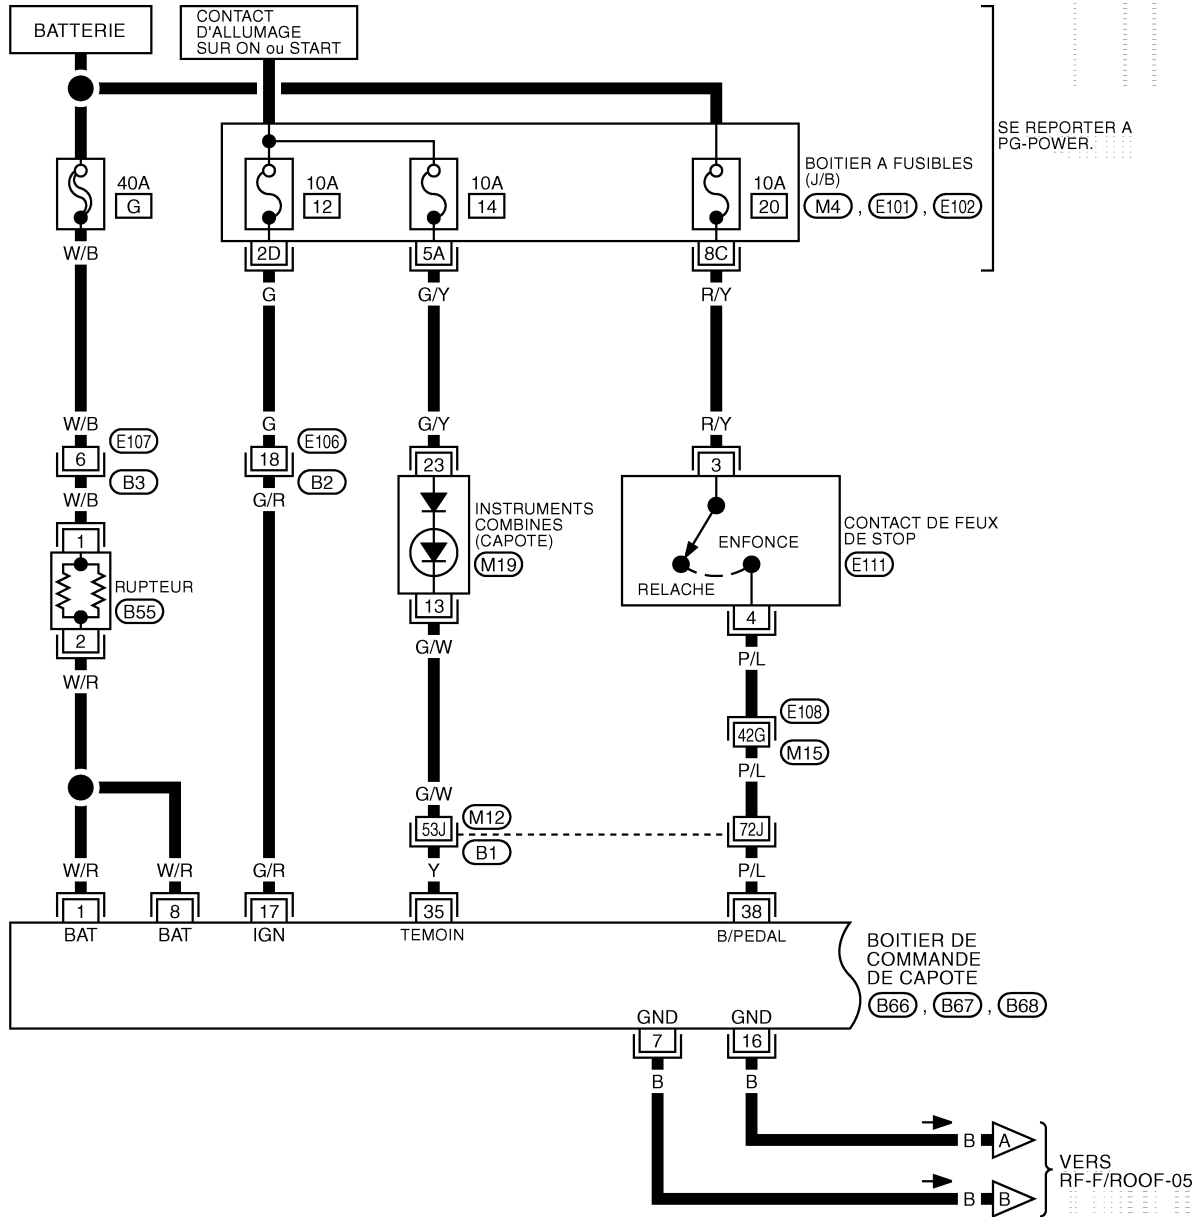 BATTERIE
CONTACT
D'ALLUMAGE
SUR ON ou START
SE REPORTER A
PG-POWER.
40A
G
10A
12
10A
14
10A
20
BOITIER A FUSIBLES
(J/B)
M4 , E101 , E102
W/B
2D
5A
8C
G
G/Y
R/Y
W/B
G
G/Y
R/Y
6
E107
B3
18
E106
B2
23
3
W/B
G/R
1
RUPTEUR
B55
2
INSTRUMENTS
COMBINES
(CAPOTE)
M19
13
CONTACT DE FEUX
DE STOP
E111
ENFONCE
RELACHE
4
W/R
G/W
P/L
42G
E108
M15
P/L
G/W
53J
M12
B1
72J
W/R
W/R
G/R
Y
P/L
1
8
17
35
38
BAT
BAT
IGN
TEMOIN
B/PEDAL
BOITIER DE
COMMANDE
DE CAPOTE
B66 , B67 , B68
GND
GND
7
16
B
B
B
A
B
B
VERS
RF-F/ROOF-05